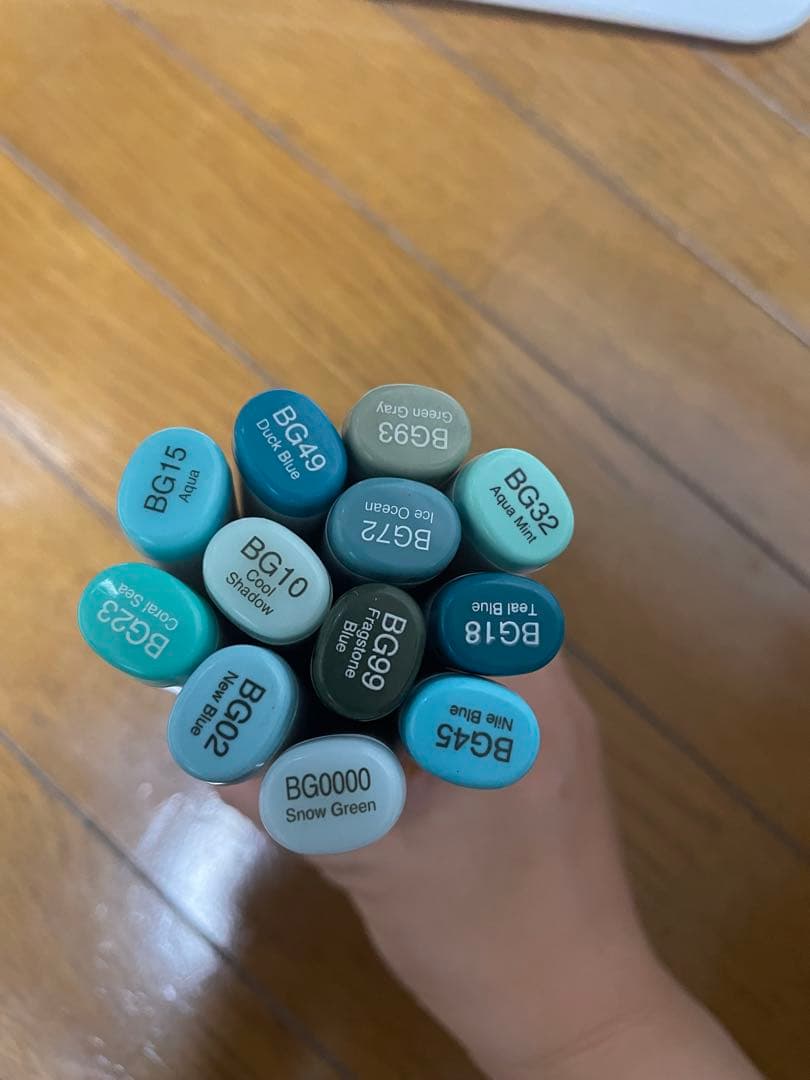 BG93
Green Gray
BG49
Duck Blue
BG15
Aqua
BG32
Aqua Mint
BG72
Ice Ocean
BG10
Cool
Shadow
BG23
Coral Sea
BG99
Fragstone
Blue
BG18
Teal Blue
BG02
New Blue
BG45
Nile Blue
BG0000
Snow Green